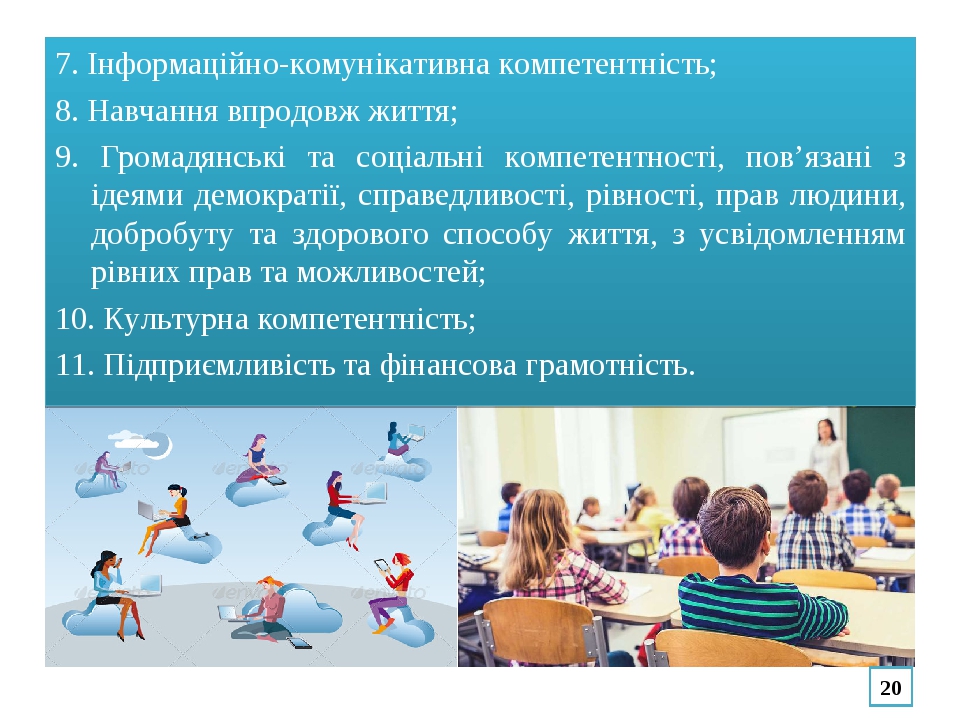 7. Інформаційно-комунікативна компетентність;
8. Навчання впродовж життя;
9. Громадянські та соціальні компетентності, пов’язані з
ідеями демократії, справедливості, рівності, прав людини,
добробуту та здорового способу життя, з усвідомленням
рівних прав та можливостей;
10. Культурна компетентність;
11. Підприємливість та фінансова грамотність.
20